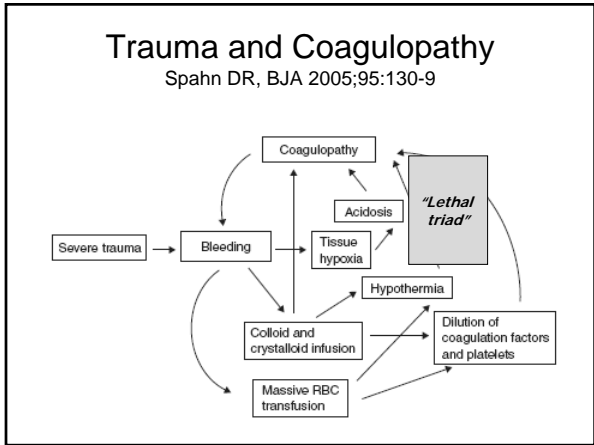 Trauma and Coagulopathy
Spahn DR, BJA 2005;95:130-9
Coagulopathy
"Lethal
triad"
Acidosis
Severe trauma
Bleeding
Tissue
hypoxia
Hypothermia
Colloid and
crystalloid infusion
Dilution of
coagulation factors
and platelets
Massive RBC
transfusion